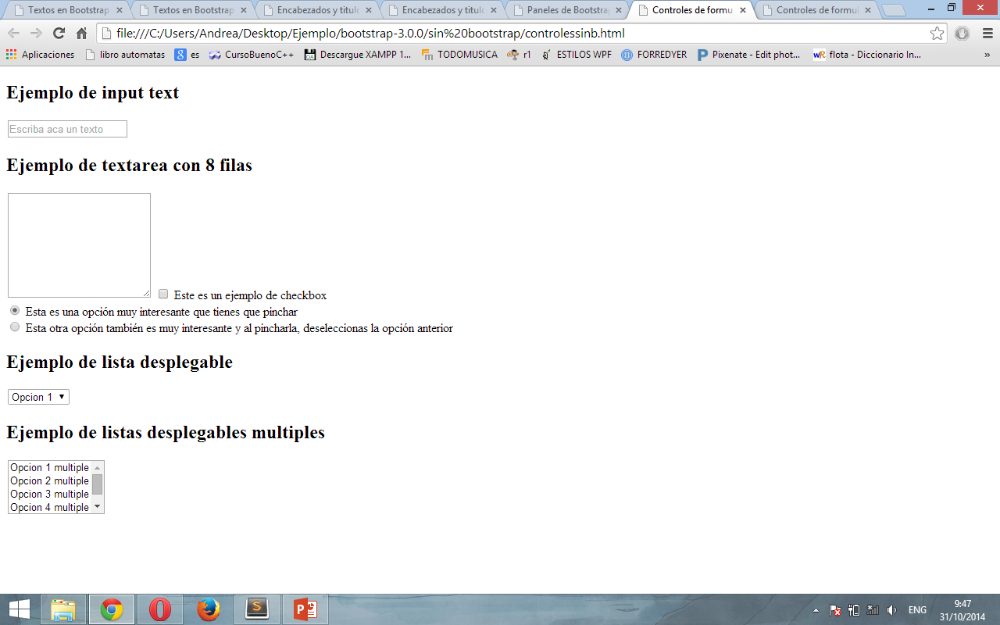 Textos en Bootstrap
Textos en Bootstrap
Encabezados y titulo
Encabezados y titulo
Paneles de Bootstrap
Controles de formu
Controles de formul
file:///C:/Users/Andrea/Desktop/Ejemplo/bootstrap-3.0.0/sin%20bootstrap/controlessinb.html
Aplicaciones libro automatas es CursoBuenoC++ Descargue XAMPP 1... TODOMUSICA r1 ESTILOS WPF FORREDYER Pixenate - Edit phot... flota - Diccionario In... »
Ejemplo de input text
Escriba aca un texto
Ejemplo de textarea con 8 filas
Este es un ejemplo de checkbox
Esta es una opción muy interesante que tienes que pinchar
Esta otra opción también es muy interesante y al pincharla, deseleccionas la opción anterior
Ejemplo de lista desplegable
Opcion 1
Ejemplo de listas desplegables multiples
Opcion 1 multiple
Opcion 2 multiple
Opcion 3 multiple
Opcion 4 multiple
ENG
9:47
31/10/2014